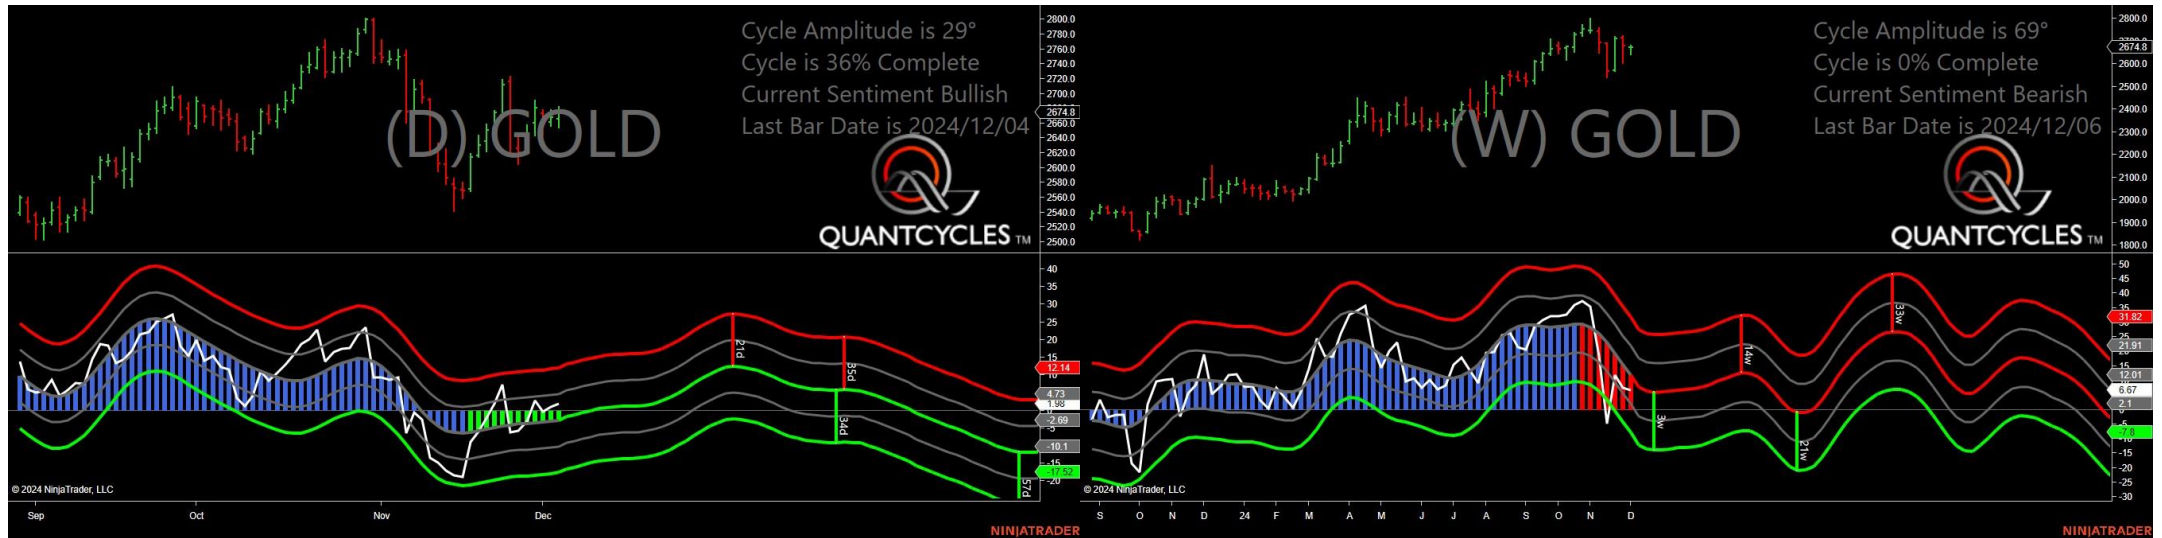 Cycle Amplitude is 29°
Cycle is 36% Complete
Current Sentiment Bullish
Last Bar Date is 2024/12/04
(D) GOLD
QUANTCYCLES TM
2800.0
2780.0
2760.0
2740.0
2720.0
2700.0
2674.8
2660.0
2640.0
2620.0
2600.0
2580.0
2560.0
2540.0
2520.0
2500.0
40
35
30
25
20
15
12.14
4.73
1.98
-2.69
-5
-10.1
-15
-17.52
-20
21d
35d
34d
57d
© 2024 NinjaTrader, LLC
Sep
Oct
Nov
Dec
NINJATRADER
Cycle Amplitude is 69°
Cycle is 0% Complete
Current Sentiment Bearish
Last Bar Date is 2024/12/06
(W) GOLD
QUANTCYCLES TM
2800.0
2674.8
2600.0
2500.0
2400.0
2300.0
2200.0
2100.0
2000.0
1900.0
1800.0
50
45
40
35
31.82
21.91
12.01
6.67
2.1
-7.8
-15
-20
-25
-30
14w
33w
21w
© 2024 NinjaTrader, LLC
S
O
N
D
24
F
M
A
M
J
J
A
S
O
N
D
NINJATRADER